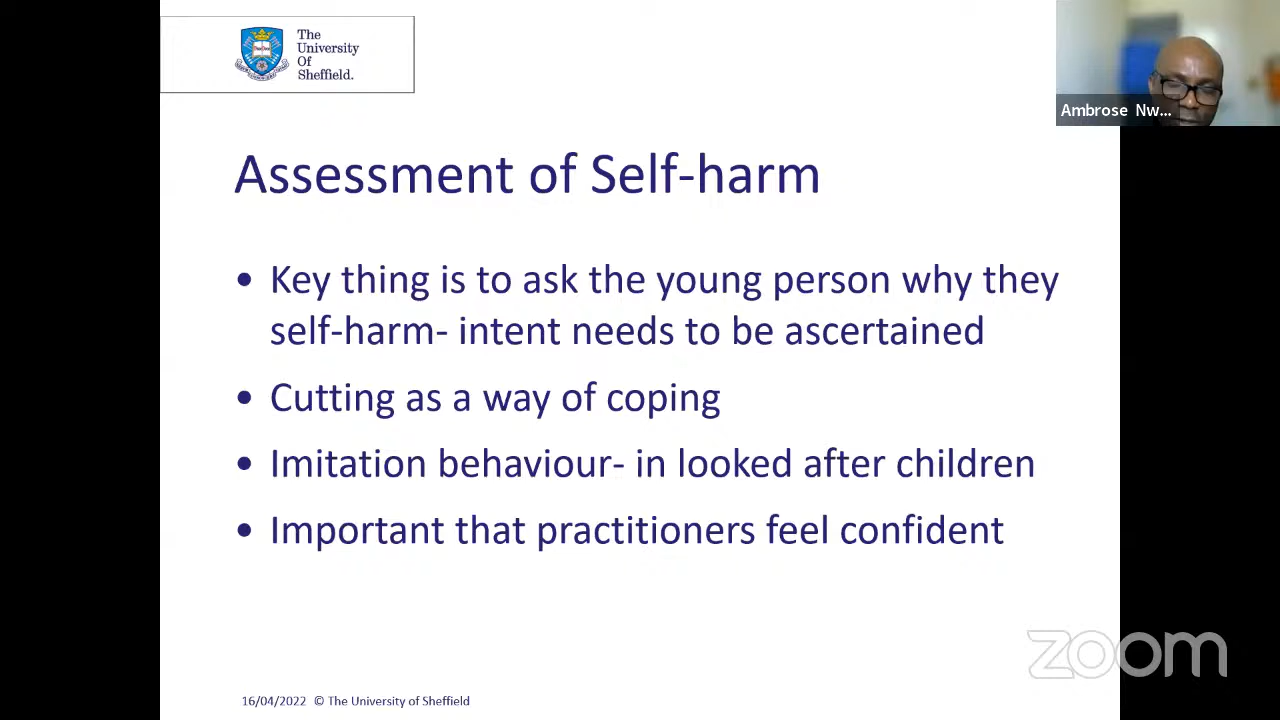 The
University
Of
Sheffield.
Ambrose Nw...
Assessment of Self-harm
• Key thing is to ask the young person why they
self-harm- intent needs to be ascertained
• Cutting as a way of coping
• Imitation behaviour- in looked after children
• Important that practitioners feel confident
zoom
16/04/2022 © The University of Sheffield